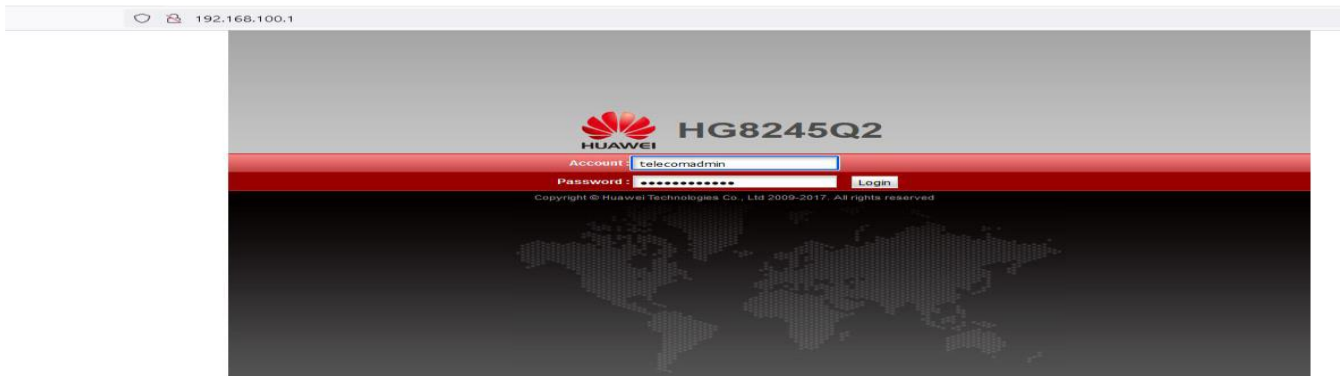 192.168.100.1
HUAWEI
HG8245Q2
Account : telecomadmin
Password : ●●●●●●●●●●●● Login
Copyright © Huawei Technologies Co., Ltd 2009-2017. All rights reserved